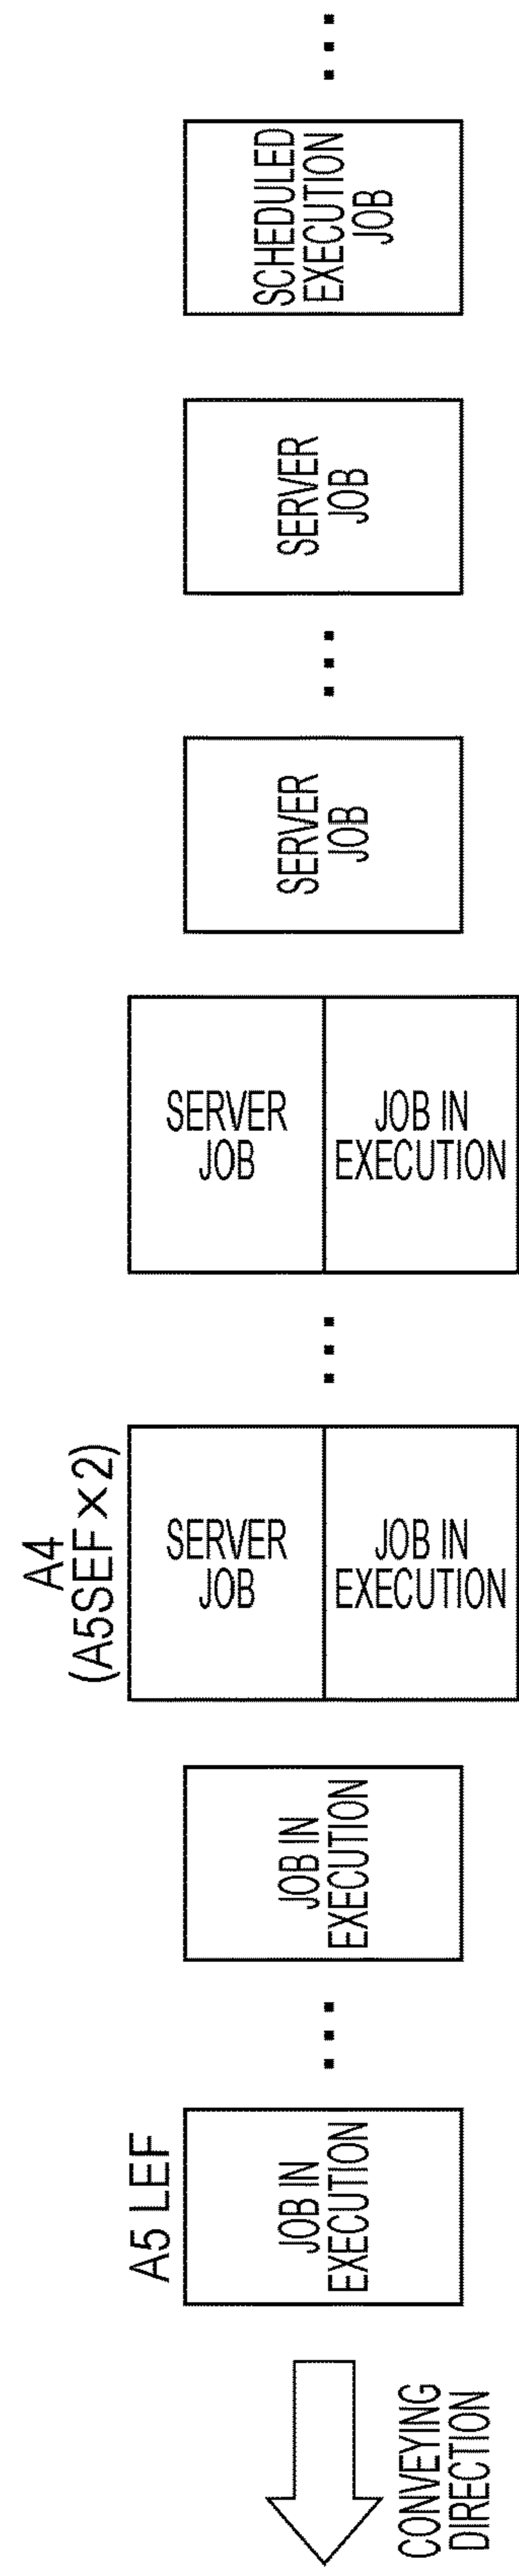 CONVEYING
DIRECTION
A5 LEF
JOB IN
EXECUTION
JOB IN
EXECUTION
A4
(A5SEF×2)
SERVER
JOB
JOB IN
EXECUTION
SERVER
JOB
JOB IN
EXECUTION
SERVER
JOB
SERVER
JOB
SCHEDULED
EXECUTION
JOB